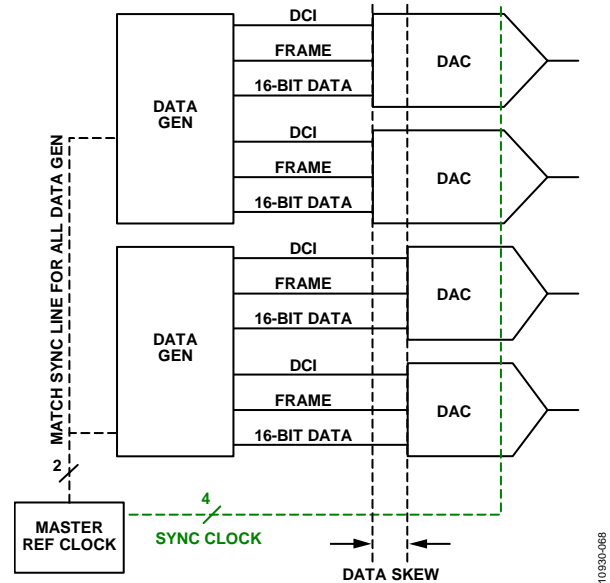 DCI
FRAME
16-BIT DATA
DATA
GEN
DAC
DCI
FRAME
16-BIT DATA
DAC
DCI
FRAME
16-BIT DATA
DATA
GEN
DAC
DCI
FRAME
16-BIT DATA
DAC
MATCH SYNC LINE FOR ALL DATA GEN
2
MASTER
REF CLOCK
4
SYNC CLOCK
DATA SKEW
10930-068